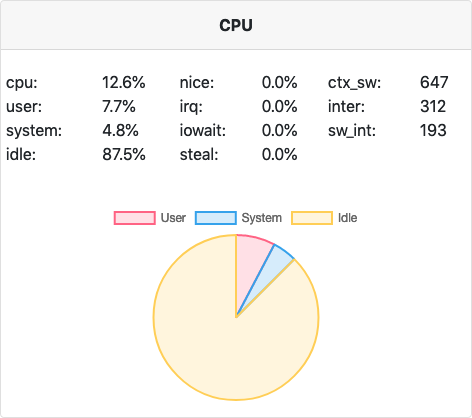 CPU
cpu: 12.6% nice: 0.0% ctx_sw: 647
user: 7.7% irq: 0.0% inter: 312
system: 4.8% iowait: 0.0% sw_int: 193
idle: 87.5% steal: 0.0%
User System Idle